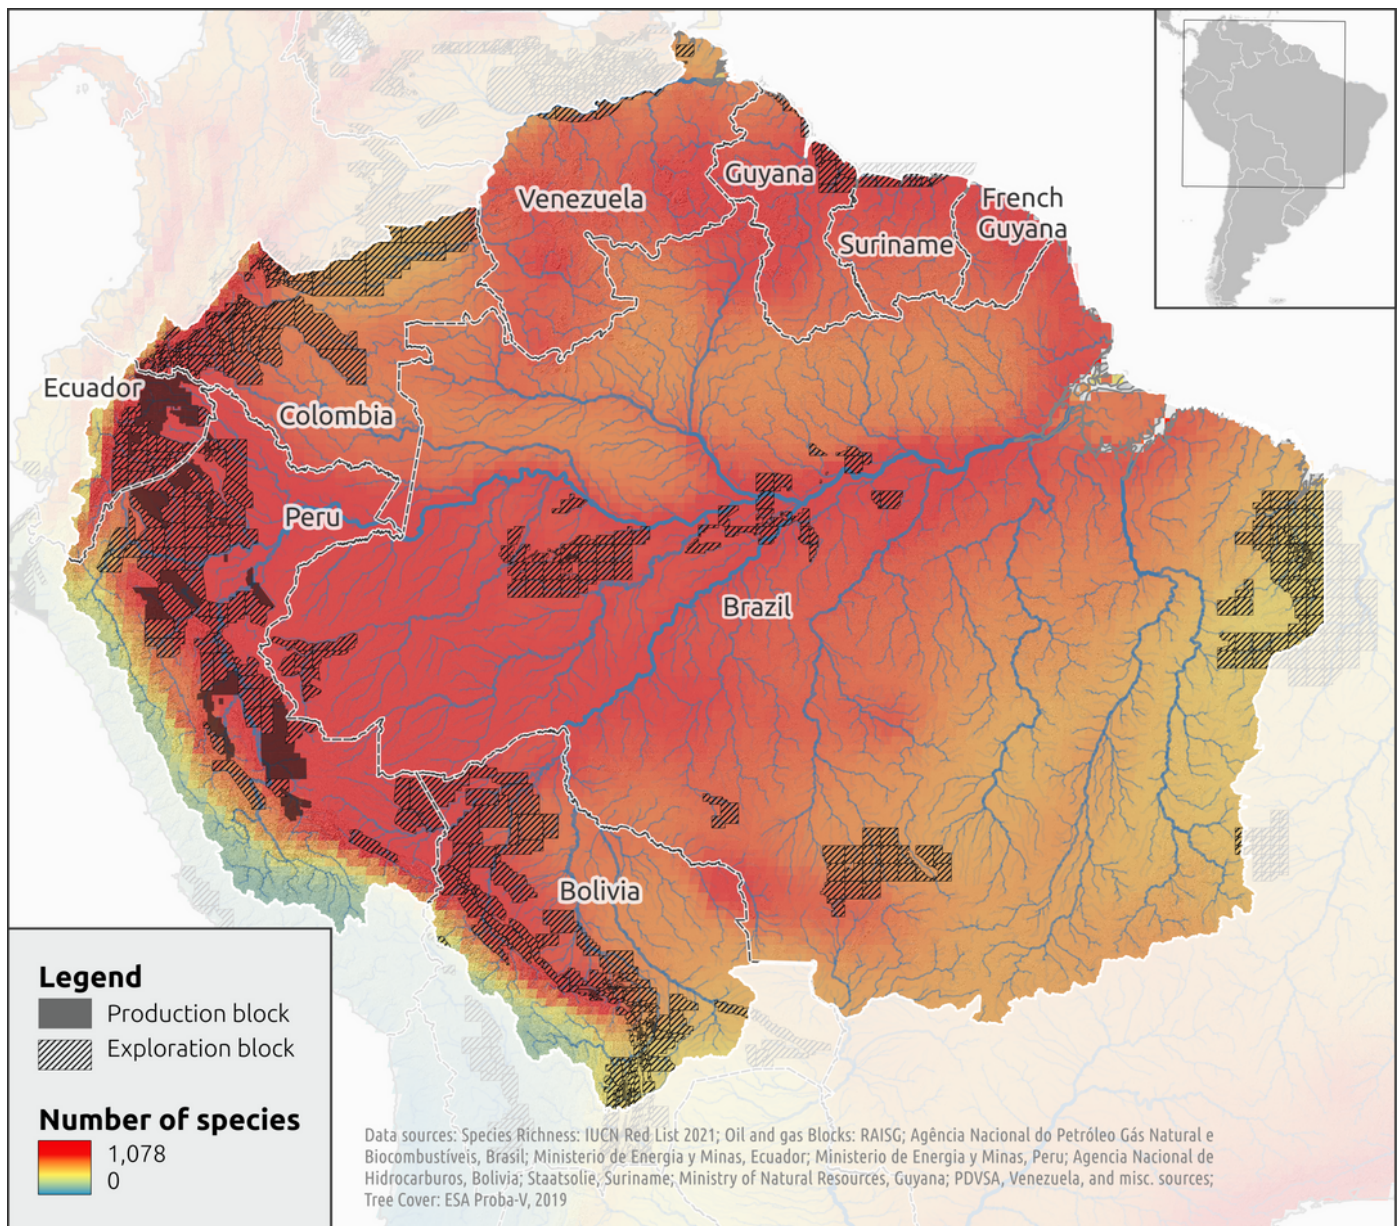 Guyana
French
Guyana
Venezuela
Suriname
Ecuador
Colombia
Peru
Brazil
Bolivia
Legend
Production block
Exploration block
Number of species
1,078
0
Data sources: Species Richness: IUCN Red List 2021; Oil and gas Blocks: RAISG; Agência Nacional do Petróleo Gás Natural e
Biocombustíveis, Brasil; Ministerio de Energia y Minas, Ecuador; Ministerio de Energia y Minas, Peru; Agencia Nacional de
Hidrocarburos, Bolivia; Staatsolie, Suriname; Ministry of Natural Resources, Guyana; PDVSA, Venezuela, and misc. sources;
Tree Cover: ESA Proba-V, 2019